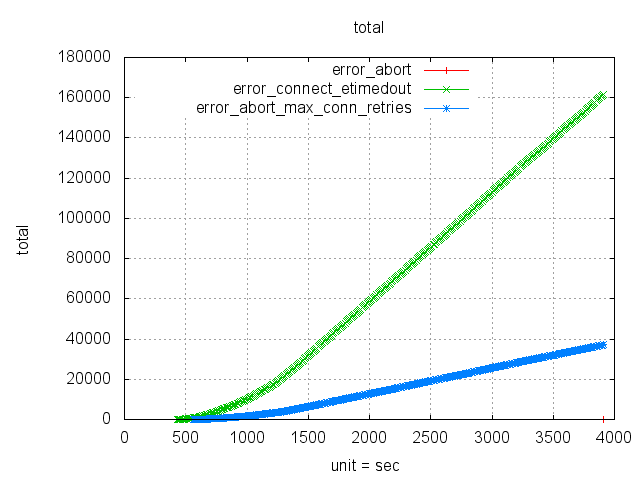 total
180000
160000
140000
120000
100000
80000
60000
40000
20000
0
total
error_abort
error_connect_etimedout
error_abort_max_conn_retries
0 500 1000 1500 2000 2500 3000 3500 4000
unit = sec